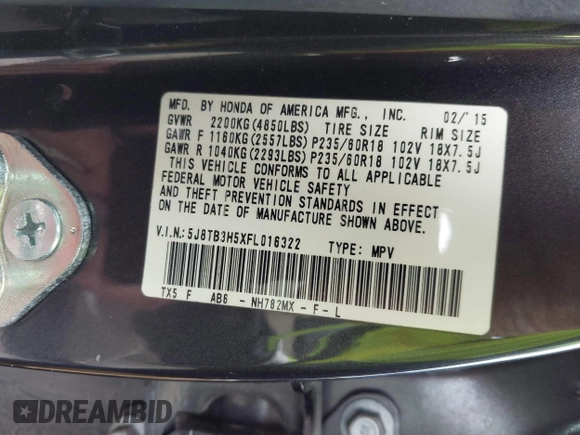 MFD. BY HONDA OF AMERICA MFG., INC. 02/15
GVWR 2200KG(4850LBS) TIRE SIZE RIM SIZE
GAWR F 1160KG(2557LBS) P235/60R18 102V 18X7.5J
GAWR R 1040KG(2293LBS) P235/60R18 102V 18X7.5J
THIS VEHICLE CONFORMS TO ALL APPLICABLE
FEDERAL MOTOR VEHICLE SAFETY
AND THEFT PREVENTION STANDARDS IN EFFECT
ON THE DATE OF MANUFACTURE SHOWN ABOVE.
V.I.N.:5J8TB3H5XFL016322 TYPE: MPV
TX5 F AB6 - NH782MX - F - L
DREAMBID